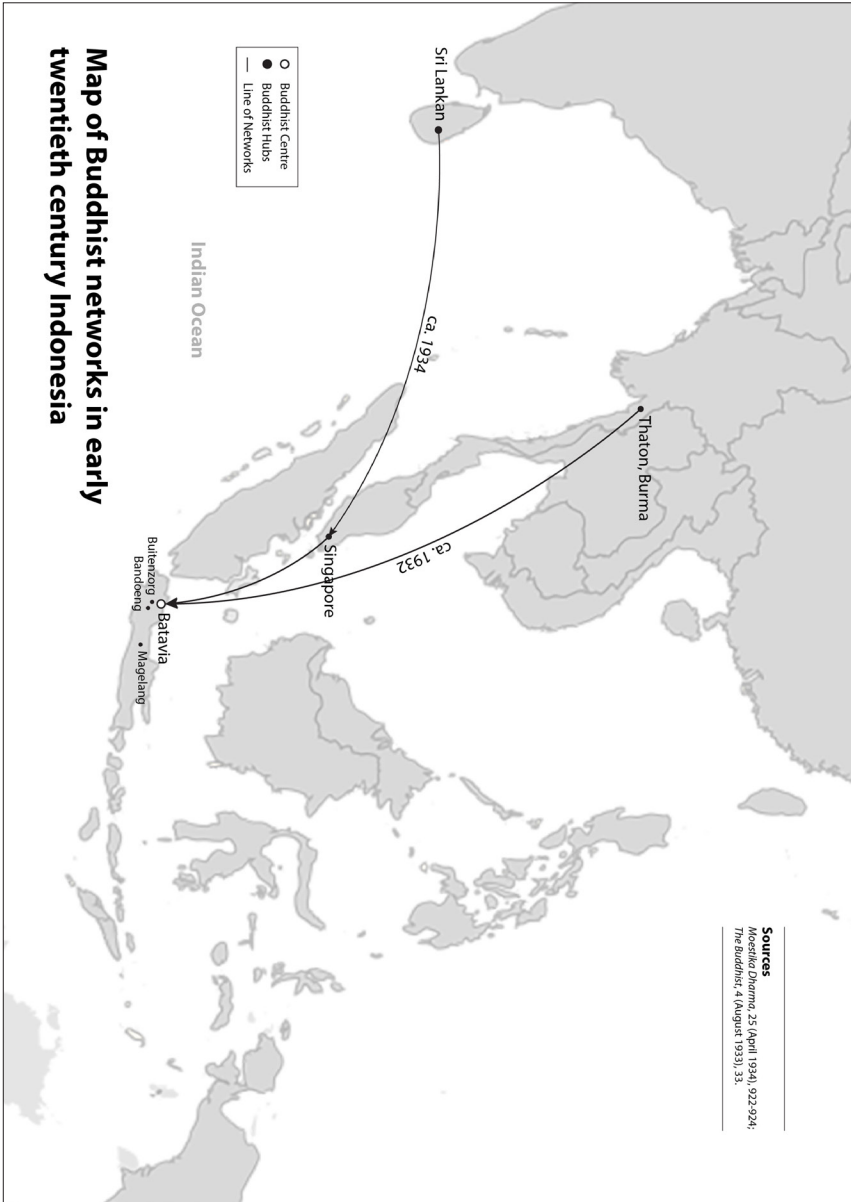 Map of Buddhist networks in early
twentieth century Indonesia
Buddhist Centre
Buddhist Hubs
Line of Networks
Sri Lankan
ca. 1934
Indian Ocean
Thaton, Burma
ca. 1932
Singapore
Batavia
Buitenzorg
Bandoeng
Magelang
Sources
Moestika Dharma, 25 (April 1934), 922-924;
The Buddhist, 4 (August 1933), 33.